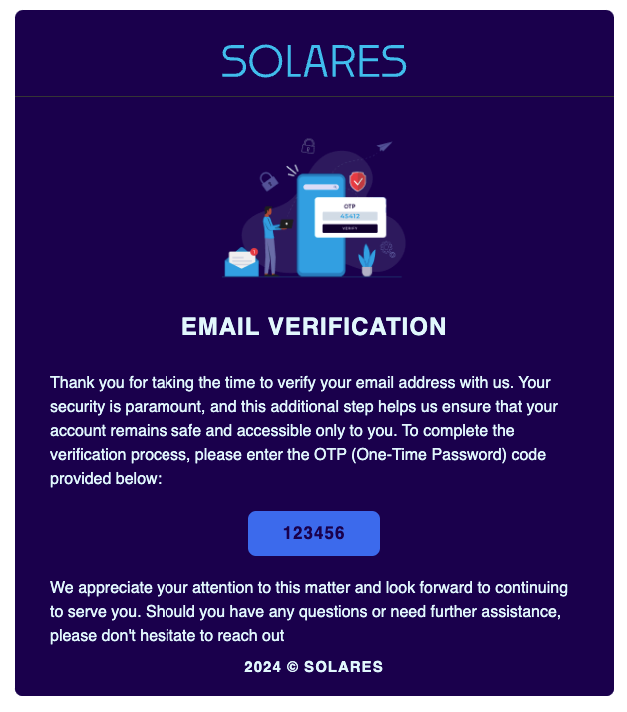 SOLARES
OTP
45412
VERIFY
EMAIL VERIFICATION
Thank you for taking the time to verify your email address with us. Your
security is paramount, and this additional step helps us ensure that your
account remains safe and accessible only to you. To complete the
verification process, please enter the OTP (One-Time Password) code
provided below:
123456
We appreciate your attention to this matter and look forward to continuing
to serve you. Should you have any questions or need further assistance,
please don't hesitate to reach out
2024 © SOLARES